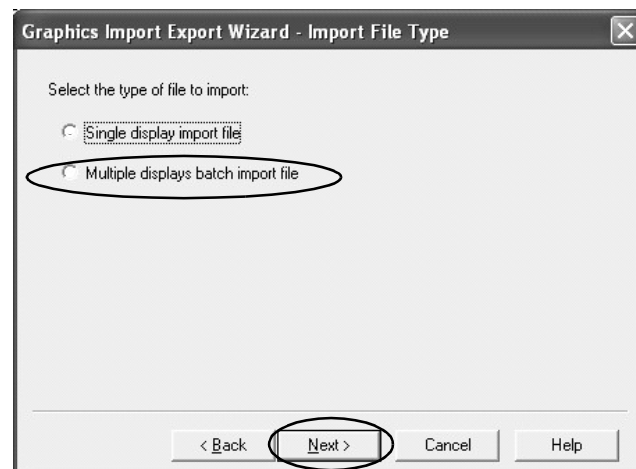 Graphics Import Export Wizard - Import File Type
Select the type of file to import:
Single display import file
Multiple displays batch import file
< Back Next > Cancel Help